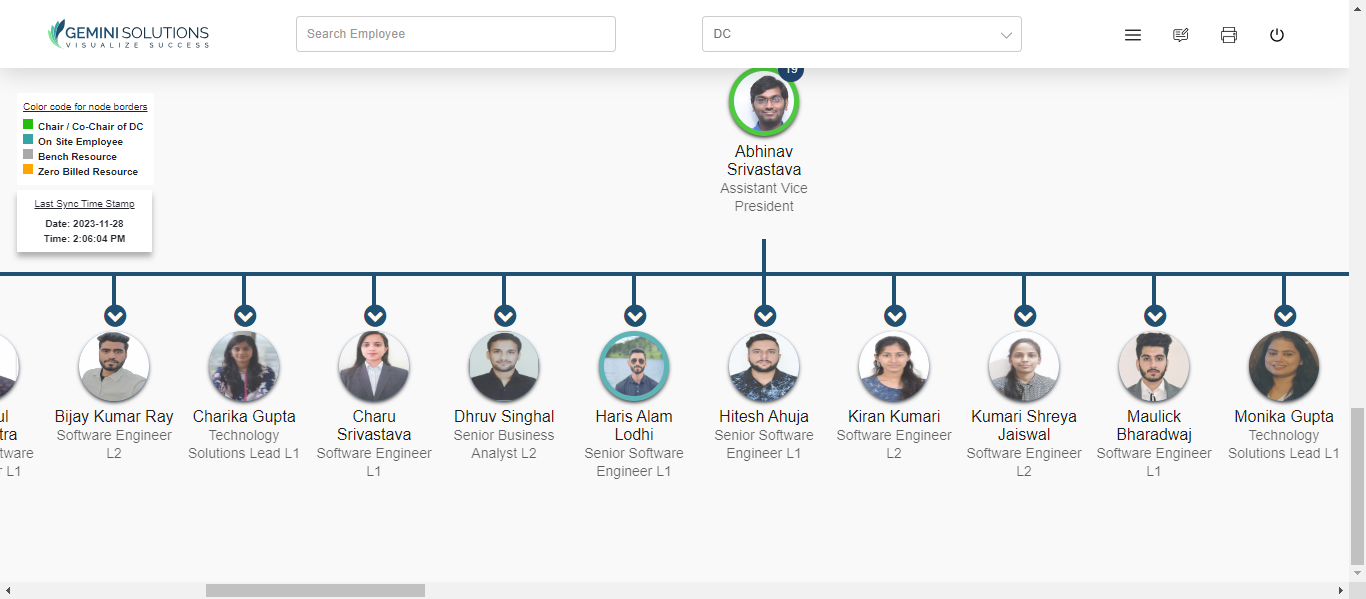 GEMINI SOLUTIONS
VISUALIZE SUCCESS
Search Employee
DC
19
Color code for node borders
Chair / Co-Chair of DC
On Site Employee
Bench Resource
Zero Billed Resource
Last Sync Time Stamp
Date: 2023-11-28
Time: 2:06:04 PM
Abhinav
Srivastava
Assistant Vice
President
ul
tra
tware
r L1
Bijay Kumar Ray
Software Engineer
L2
Charika Gupta
Technology
Solutions Lead L1
Charu
Srivastava
Software Engineer
L1
Dhruv Singhal
Senior Business
Analyst L2
Haris Alam
Lodhi
Senior Software
Engineer L1
Hitesh Ahuja
Senior Software
Engineer L1
Kiran Kumari
Software Engineer
L2
Kumari Shreya
Jaiswal
Software Engineer
L2
Maulick
Bharadwaj
Software Engineer
L1
Monika Gupta
Technology
Solutions Lead L1